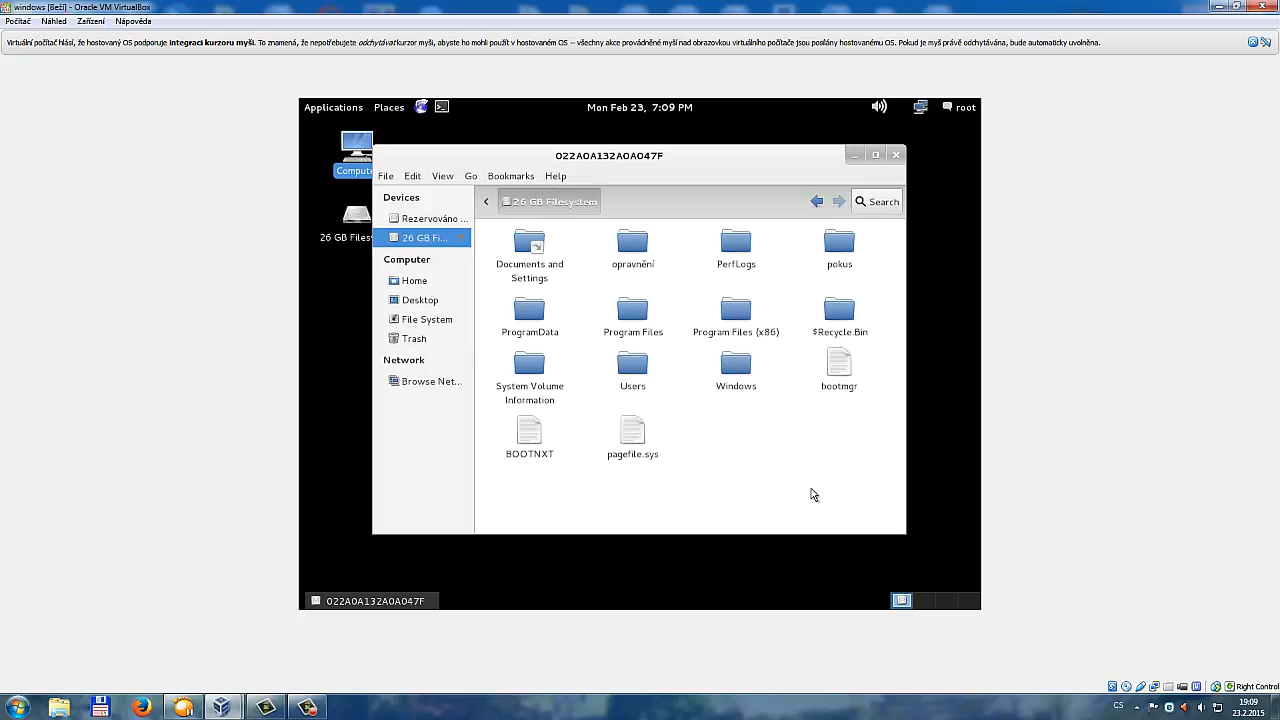 windows [Beží] - Oracle VM VirtualBox
Počítač Náhled Zařízení Nápověda
Virtuální počítač hlásí, že hostovaný OS podporuje Integraci kurzoru myši. To znamená, že nepotřebujete odchytávat kurzor myši, abyste ho mohli použít v hostovaném OS -- všechny akce prováděné myší nad obrazovkou virtuálního počítače jsou posílány hostovanému OS. Pokud je myš právě odchytávána, bude automaticky uvolněna.
Applications Places Mon Feb 23, 7:09 PM root
022A0A132A0A047F
Compute
File Edit View Go Bookmarks Help
Devices
26 GB Filesystem Search
Rezervováno ...
26 GB Files 26 GB Fi...
Computer
Home
Desktop
File System
Trash
Network
Browse Net...
Documents and Settings opravnění PerfLogs pokus
ProgramData Program Files Program Files (x86) $Recycle.Bin
System Volume Information Users Windows bootmgr
BOOTNXT pagefile.sys
022A0A132A0A047F
Right Control
CS 19:09
23.2.2015